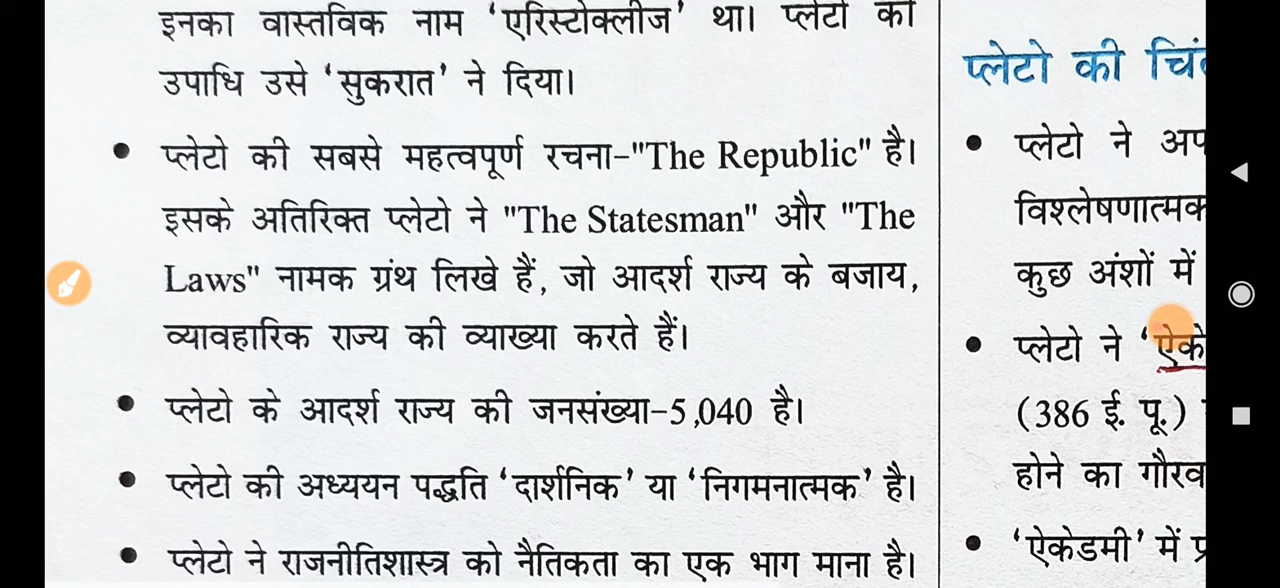 इनका वास्तविक नाम ‘एरिस्टोक्लीज’ था। प्लेटो की
उपाधि उसे ‘सुकरात’ ने दिया।
• प्लेटो की सबसे महत्वपूर्ण रचना-"The Republic" है।
इसके अतिरिक्त प्लेटो ने "The Statesman" और "The
Laws" नामक ग्रंथ लिखे हैं, जो आदर्श राज्य के बजाय,
व्यावहारिक राज्य की व्याख्या करते हैं।
• प्लेटो के आदर्श राज्य की जनसंख्या-5,040 है।
• प्लेटो की अध्ययन पद्धति ‘दार्शनिक’ या ‘निगमनात्मक’ है।
• प्लेटो ने राजनीतिशास्त्र को नैतिकता का एक भाग माना है।
प्लेटो की
• प्लेटो ने
विश्लेषणात्मक
कुछ अंशों में
• प्लेटो ने
(386 ई. पू.)
होने का गौरव
• ‘ऐकेडमी’ में